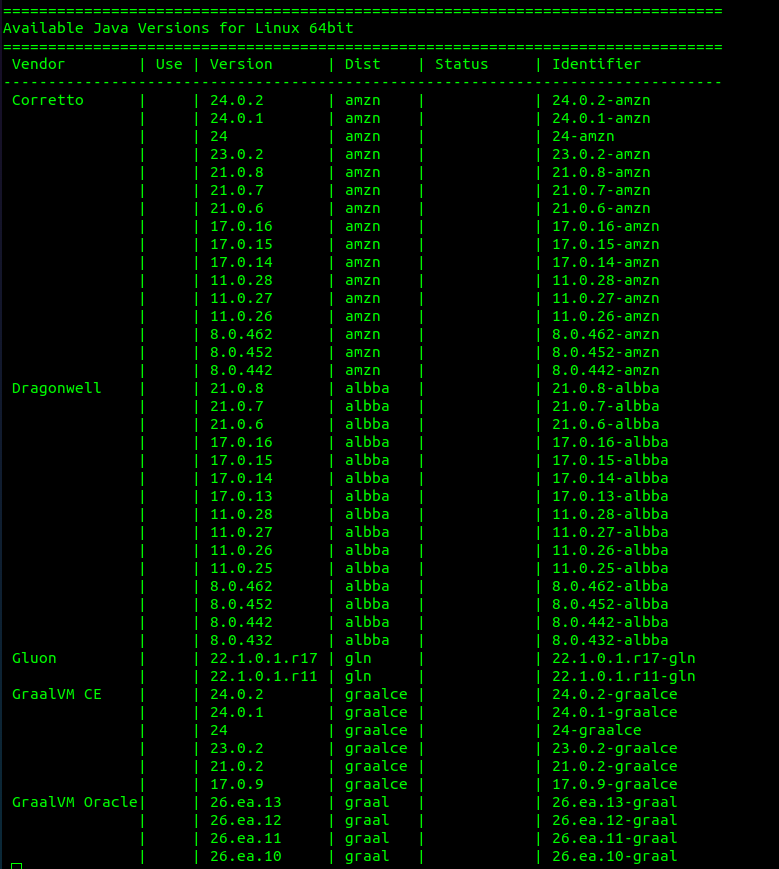 ================================================================================
Available Java Versions for Linux 64bit
================================================================================
 Vendor        | Use | Version      | Dist    | Status     | Identifier
--------------------------------------------------------------------------------
 Corretto      |     | 24.0.2       | amzn    |            | 24.0.2-amzn
               |     | 24.0.1       | amzn    |            | 24.0.1-amzn
               |     | 24           | amzn    |            | 24-amzn
               |     | 23.0.2       | amzn    |            | 23.0.2-amzn
               |     | 21.0.8       | amzn    |            | 21.0.8-amzn
               |     | 21.0.7       | amzn    |            | 21.0.7-amzn
               |     | 21.0.6       | amzn    |            | 21.0.6-amzn
               |     | 17.0.16      | amzn    |            | 17.0.16-amzn
               |     | 17.0.15      | amzn    |            | 17.0.15-amzn
               |     | 17.0.14      | amzn    |            | 17.0.14-amzn
               |     | 11.0.28      | amzn    |            | 11.0.28-amzn
               |     | 11.0.27      | amzn    |            | 11.0.27-amzn
               |     | 11.0.26      | amzn    |            | 11.0.26-amzn
               |     | 8.0.462      | amzn    |            | 8.0.462-amzn
               |     | 8.0.452      | amzn    |            | 8.0.452-amzn
               |     | 8.0.442      | amzn    |            | 8.0.442-amzn
 Dragonwell    |     | 21.0.8       | albba   |            | 21.0.8-albba
               |     | 21.0.7       | albba   |            | 21.0.7-albba
               |     | 21.0.6       | albba   |            | 21.0.6-albba
               |     | 17.0.16      | albba   |            | 17.0.16-albba
               |     | 17.0.15      | albba   |            | 17.0.15-albba
               |     | 17.0.14      | albba   |            | 17.0.14-albba
               |     | 17.0.13      | albba   |            | 17.0.13-albba
               |     | 11.0.28      | albba   |            | 11.0.28-albba
               |     | 11.0.27      | albba   |            | 11.0.27-albba
               |     | 11.0.26      | albba   |            | 11.0.26-albba
               |     | 11.0.25      | albba   |            | 11.0.25-albba
               |     | 8.0.462      | albba   |            | 8.0.462-albba
               |     | 8.0.452      | albba   |            | 8.0.452-albba
               |     | 8.0.442      | albba   |            | 8.0.442-albba
               |     | 8.0.432      | albba   |            | 8.0.432-albba
 Gluon         |     | 22.1.0.1.r17 | gln     |            | 22.1.0.1.r17-gln
               |     | 22.1.0.1.r11 | gln     |            | 22.1.0.1.r11-gln
 GraalVM CE    |     | 24.0.2       | graalce |            | 24.0.2-graalce
               |     | 24.0.1       | graalce |            | 24.0.1-graalce
               |     | 24           | graalce |            | 24-graalce
               |     | 23.0.2       | graalce |            | 23.0.2-graalce
               |     | 21.0.2       | graalce |            | 21.0.2-graalce
               |     | 17.0.9       | graalce |            | 17.0.9-graalce
 GraalVM Oracle|     | 26.ea.13     | graal   |            | 26.ea.13-graal
               |     | 26.ea.12     | graal   |            | 26.ea.12-graal
               |     | 26.ea.11     | graal   |            | 26.ea.11-graal
               |     | 26.ea.10     | graal   |            | 26.ea.10-graal